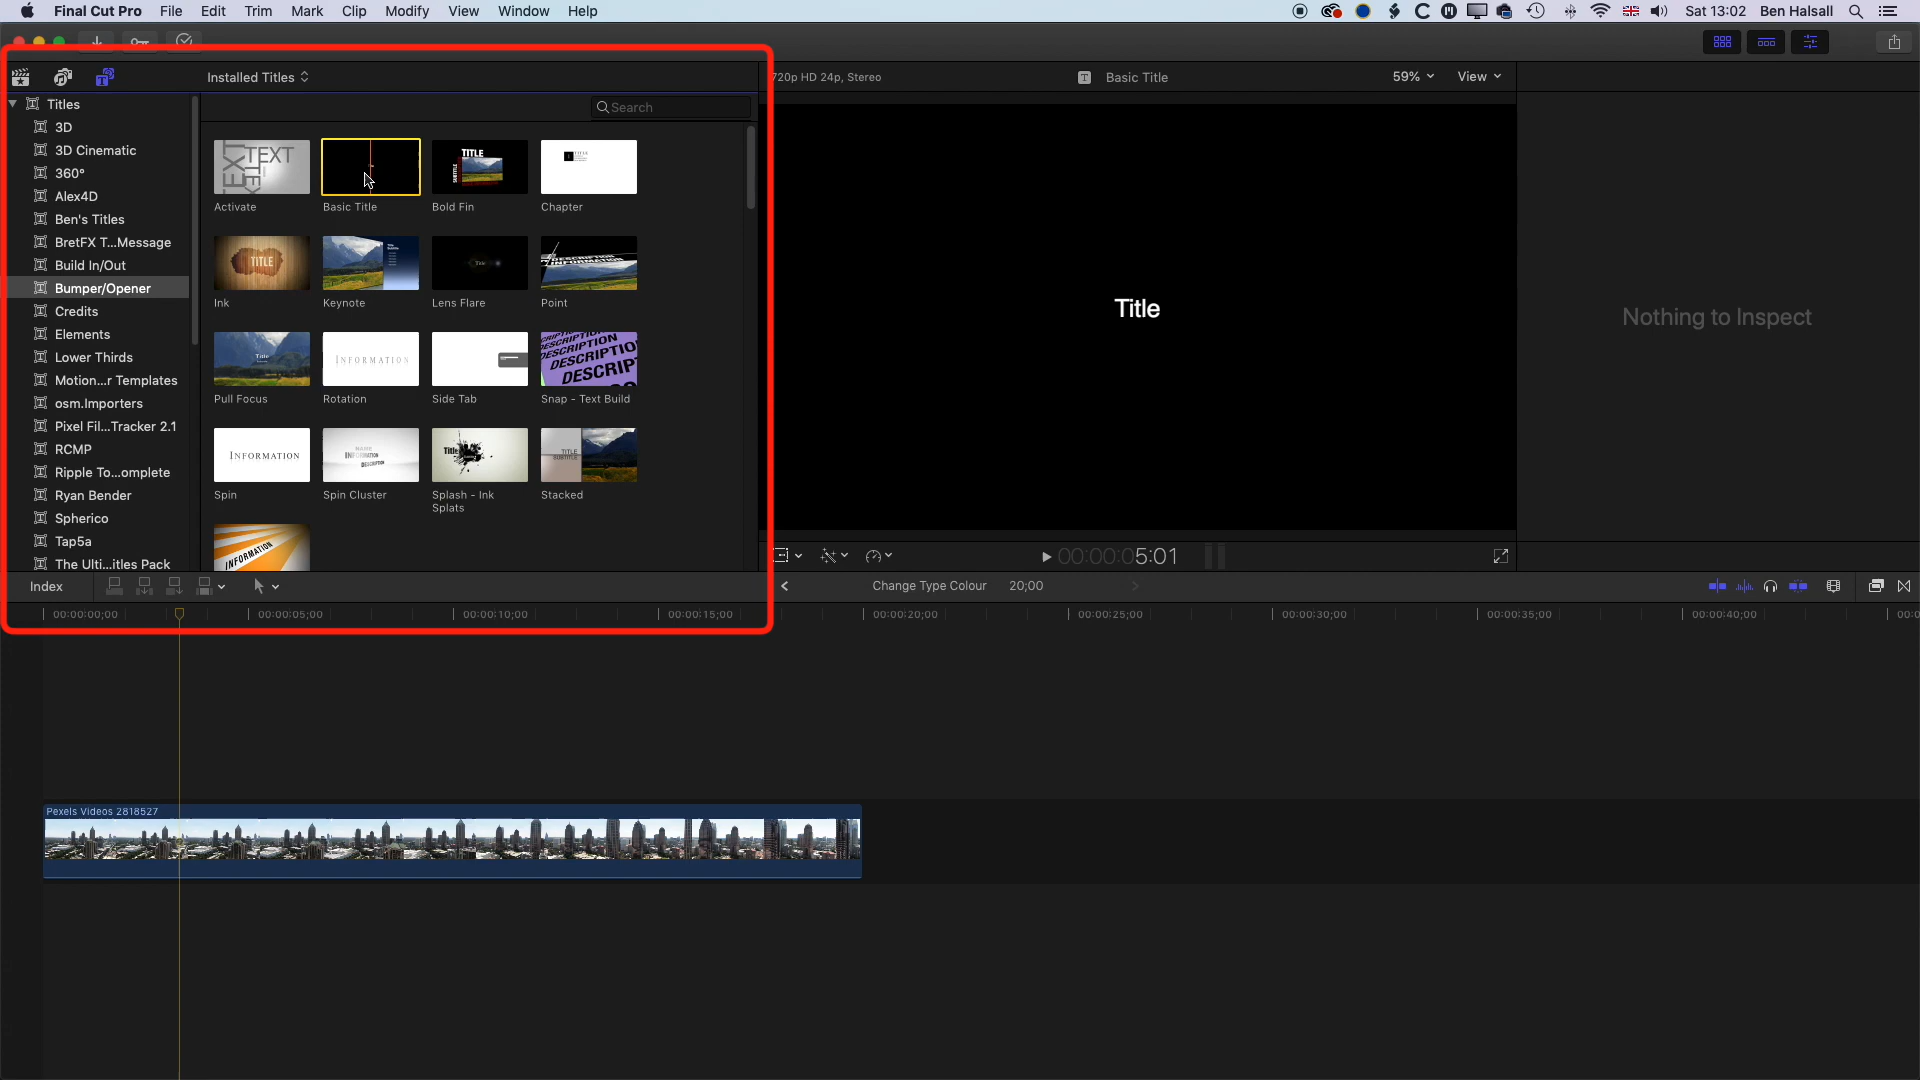 Final Cut Pro File Edit Trim Mark Clip Modify View Window Help Sat 13:02 Ben Halsall
Installed Titles
720p HD 24p, Stereo Basic Title 59% View
Titles
Search
3D
3D Cinematic
360°
Alex4D
Ben's Titles
BretFX T...Message
Build In/Out
Bumper/Opener
Credits
Elements
Lower Thirds
Motion...r Templates
osm.Importers
Pixel Fil...Tracker 2.1
RCMP
Ripple To...omplete
Ryan Bender
Spherico
Tap5a
The Ulti...itles Pack
TEXT
TITLE
Activate Basic Title Bold Fin Chapter
TITLE
DESCRIPTION
INFORMATION
Ink Keynote Lens Flare Point
Title
INFORMATION
DESCRIPTION
DESCRIPTIO
DESCRIP
Pull Focus Rotation Side Tab Snap - Text Build
INFORMATION
NAME
INFORMATION
DESCRIPTION
Title
TITLE
SUBTITLE
Spin Spin Cluster Splash - Ink Splats Stacked
INFORMATION
Title
Nothing to Inspect
00:00:05:01
Index
Change Type Colour 20;00
00:00:00;00 00:00:05;00 00:00:10;00 00:00:15;00 00:00:20;00 00:00:25;00 00:00:30;00 00:00:35;00 00:00:40;00 00:0
Pexels Videos 2818527